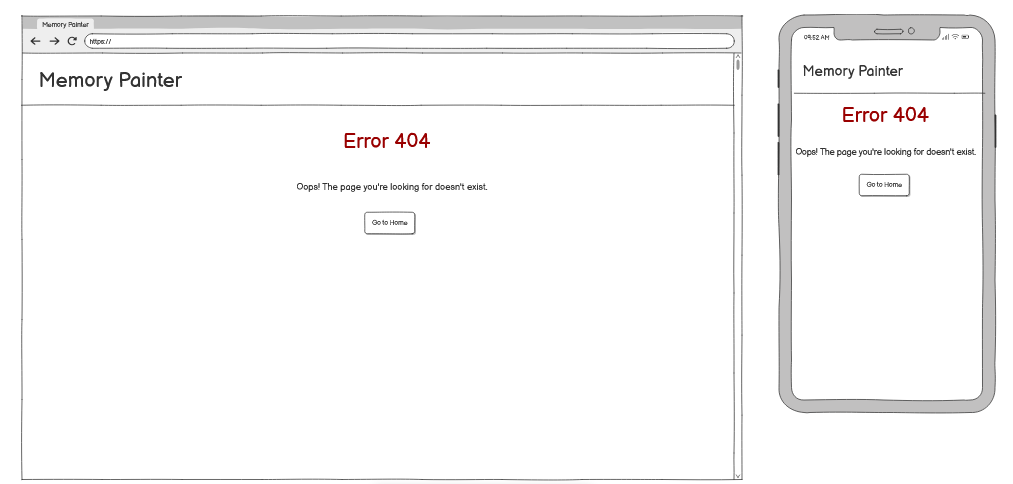 Memory Painter
https://
Memory Painter
Error 404
Oops! The page you're looking for doesn't exist.
Go to Home
09:52 AM
Memory Painter
Error 404
Oops! The page you're looking for doesn't exist.
Go to Home